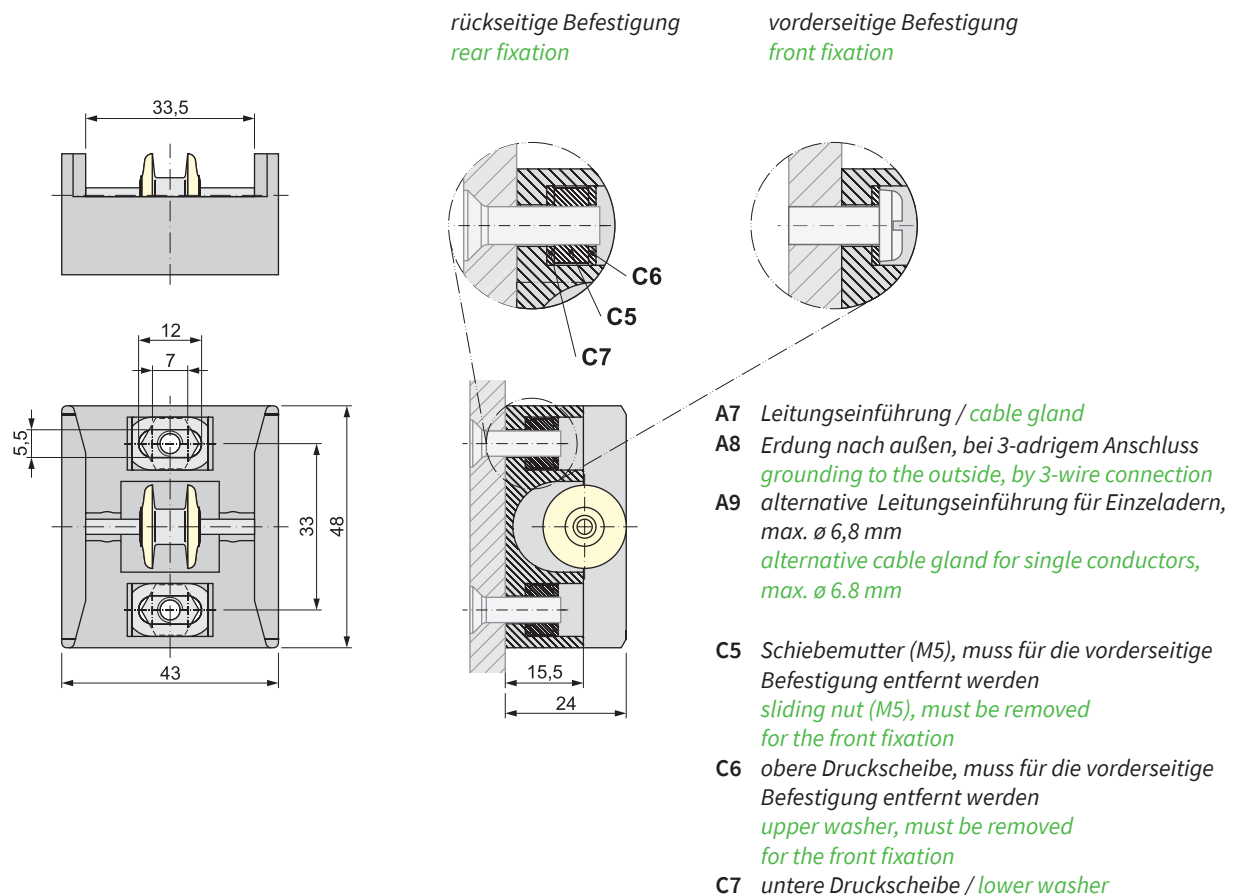 rückseitige Befestigung
rear fixation
vorderseitige Befestigung
front fixation
33,5
C6
C5
C7
12
7
5,5
33
48
43
15,5
24
A7 Leitungseinführung / cable gland
A8 Erdung nach außen, bei 3-adrigem Anschluss
grounding to the outside, by 3-wire connection
A9 alternative Leitungseinführung für Einzeladern,
max. ø 6,8 mm
alternative cable gland for single conductors,
max. ø 6.8 mm
C5 Schiebemutter (M5), muss für die vorderseitige
Befestigung entfernt werden
sliding nut (M5), must be removed
for the front fixation
C6 obere Druckscheibe, muss für die vorderseitige
Befestigung entfernt werden
upper washer, must be removed
for the front fixation
C7 untere Druckscheibe / lower washer